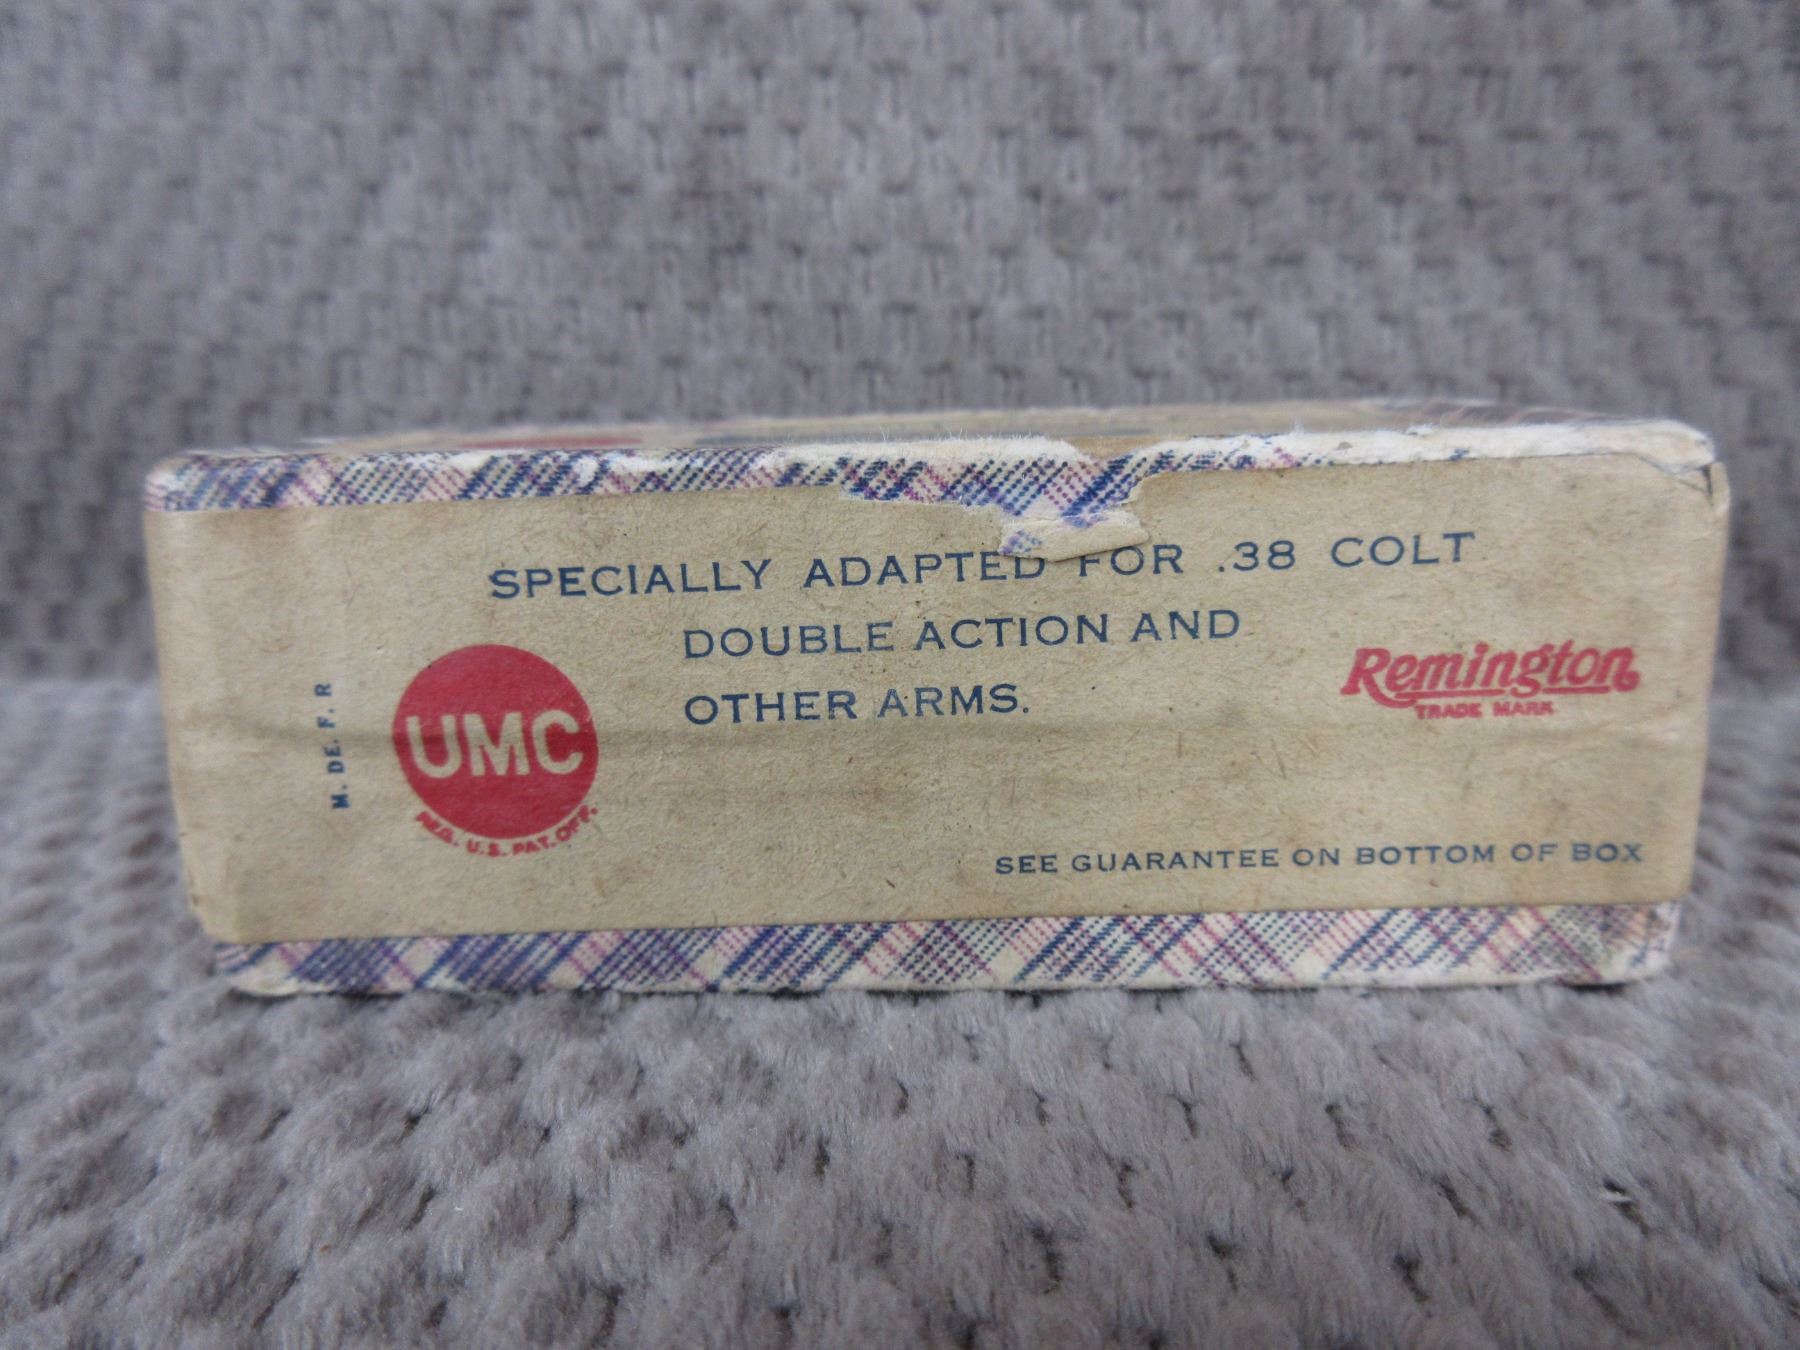 SPECIALLY ADAPTED FOR .38 COLT
DOUBLE ACTION AND
OTHER ARMS.
M. DE. F. R
UMC
REG. U.S. PAT. OFF.
Remington
TRADE MARK
SEE GUARANTEE ON BOTTOM OF BOX